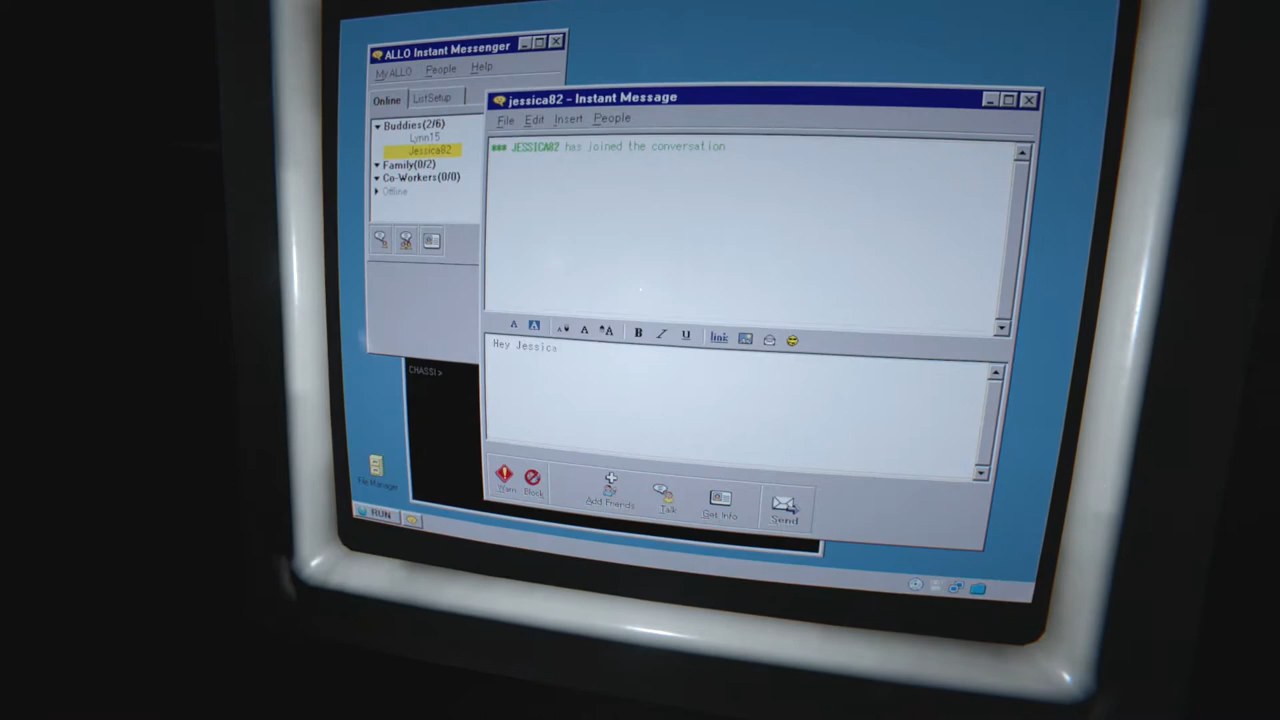 ALLO Instant Messenger
My ALLO People Help
Online ListSetup
Buddies(2/6)
Lynn15
Jessica82
Family(0/2)
Co-Workers(0/0)
Offline
jessica82 - Instant Message
File Edit Insert People
*** JESSICA82 has joined the conversation
A A A A A B I U link
Hey Jessica
Warn Block Add Friends Talk Get Info Send
CHASSI>
File Manager
RUN